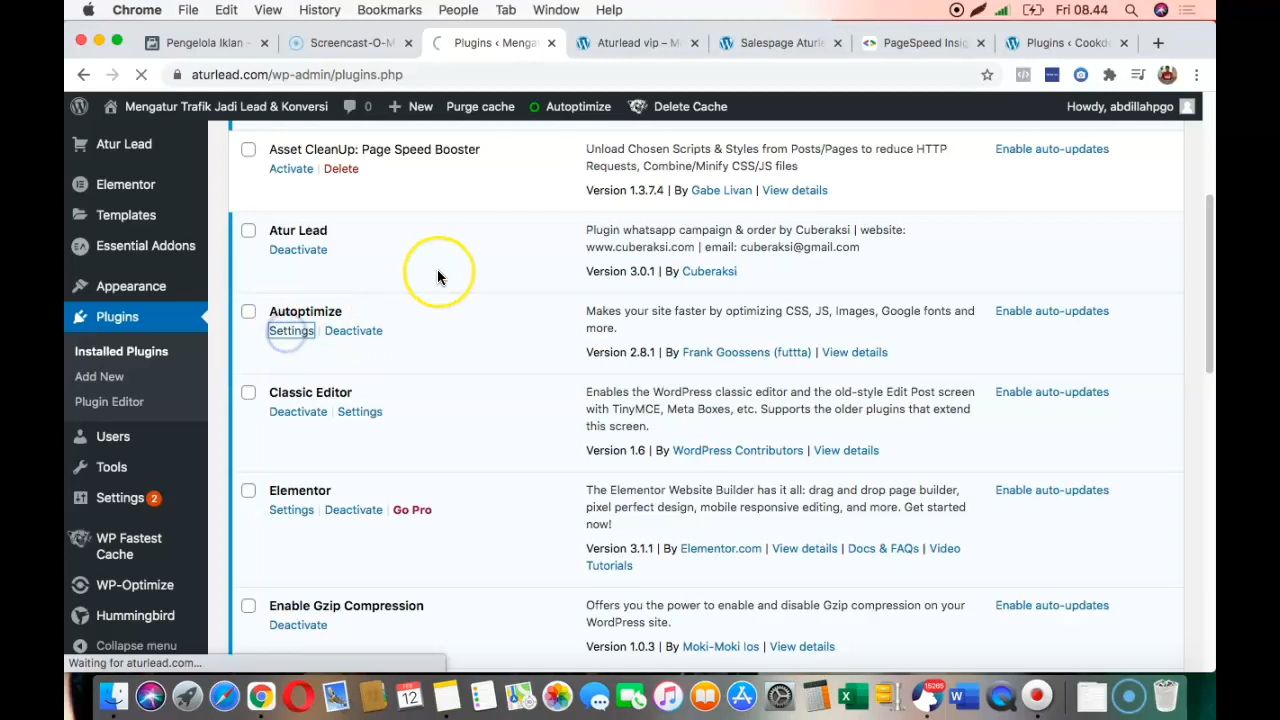 Chrome File Edit View History Bookmarks People Tab Window Help Fri 08.44
Pengelola Iklan - Screencast-O-M Plugins ‹ Menga Aturlead vip – M Salespage Aturle PageSpeed Insig Plugins ‹ Cookde
aturlead.com/wp-admin/plugins.php
Mengatur Trafik Jadi Lead & Konversi 0 New Purge cache Autoptimize Delete Cache Howdy, abdillahpgo
Atur Lead
Elementor
Templates
Essential Addons
Appearance
Plugins
Installed Plugins
Add New
Plugin Editor
Users
Tools
Settings 2
WP Fastest
Cache
WP-Optimize
Hummingbird
Collapse menu
Waiting for aturlead.com...
Asset CleanUp: Page Speed Booster
Activate | Delete
Unload Chosen Scripts & Styles from Posts/Pages to reduce HTTP
Requests, Combine/Minify CSS/JS files
Version 1.3.7.4 | By Gabe Livan | View details
Enable auto-updates
Atur Lead
Deactivate
Plugin whatsapp campaign & order by Cuberaksi | website:
www.cuberaksi.com | email: cuberaksi@gmail.com
Version 3.0.1 | By Cuberaksi
Autoptimize
Settings | Deactivate
Makes your site faster by optimizing CSS, JS, Images, Google fonts and
more.
Version 2.8.1 | By Frank Goossens (futtta) | View details
Enable auto-updates
Classic Editor
Deactivate | Settings
Enables the WordPress classic editor and the old-style Edit Post screen
with TinyMCE, Meta Boxes, etc. Supports the older plugins that extend
this screen.
Version 1.6 | By WordPress Contributors | View details
Enable auto-updates
Elementor
Settings | Deactivate | Go Pro
The Elementor Website Builder has it all: drag and drop page builder,
pixel perfect design, mobile responsive editing, and more. Get started
now!
Version 3.1.1 | By Elementor.com | View details | Docs & FAQs | Video
Tutorials
Enable auto-updates
Enable Gzip Compression
Deactivate
Offers you the power to enable and disable Gzip compression on your
WordPress site.
Version 1.0.3 | By Moki-Moki Ios | View details
Enable auto-updates
12
15265